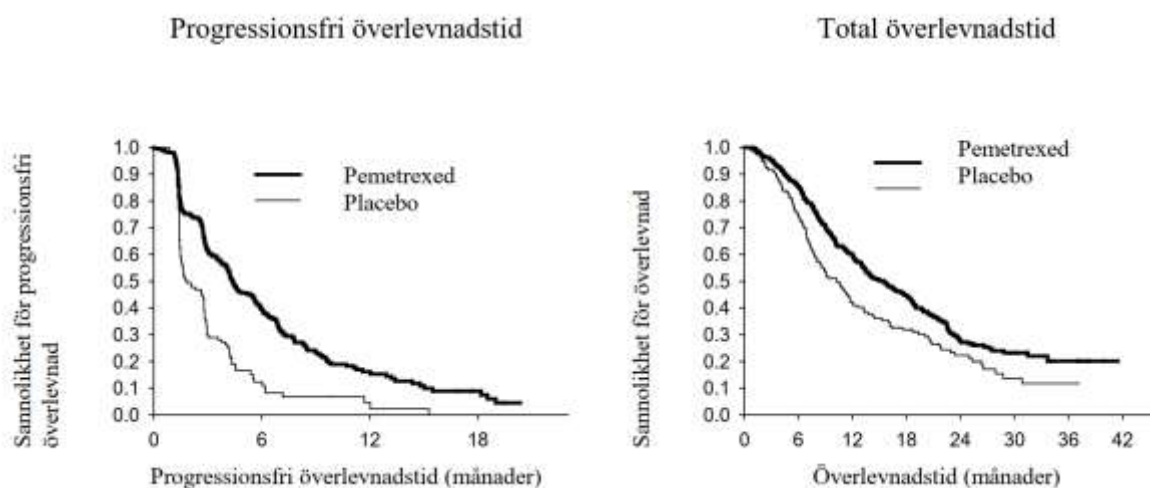 Progressionsfri överlevnadstid
Sannolikhet för progressionsfri
överlevnad
1.0
0.9
0.8
0.7
0.6
0.5
0.4
0.3
0.2
0.1
0.0
Pemetrexed
Placebo
0 6 12 18
Progressionsfri överlevnadstid (månader)
Total överlevnadstid
Sannolikhet för överlevnad
1.0
0.9
0.8
0.7
0.6
0.5
0.4
0.3
0.2
0.1
0.0
Pemetrexed
Placebo
0 6 12 18 24 30 36 42
Överlevnadstid (månader)